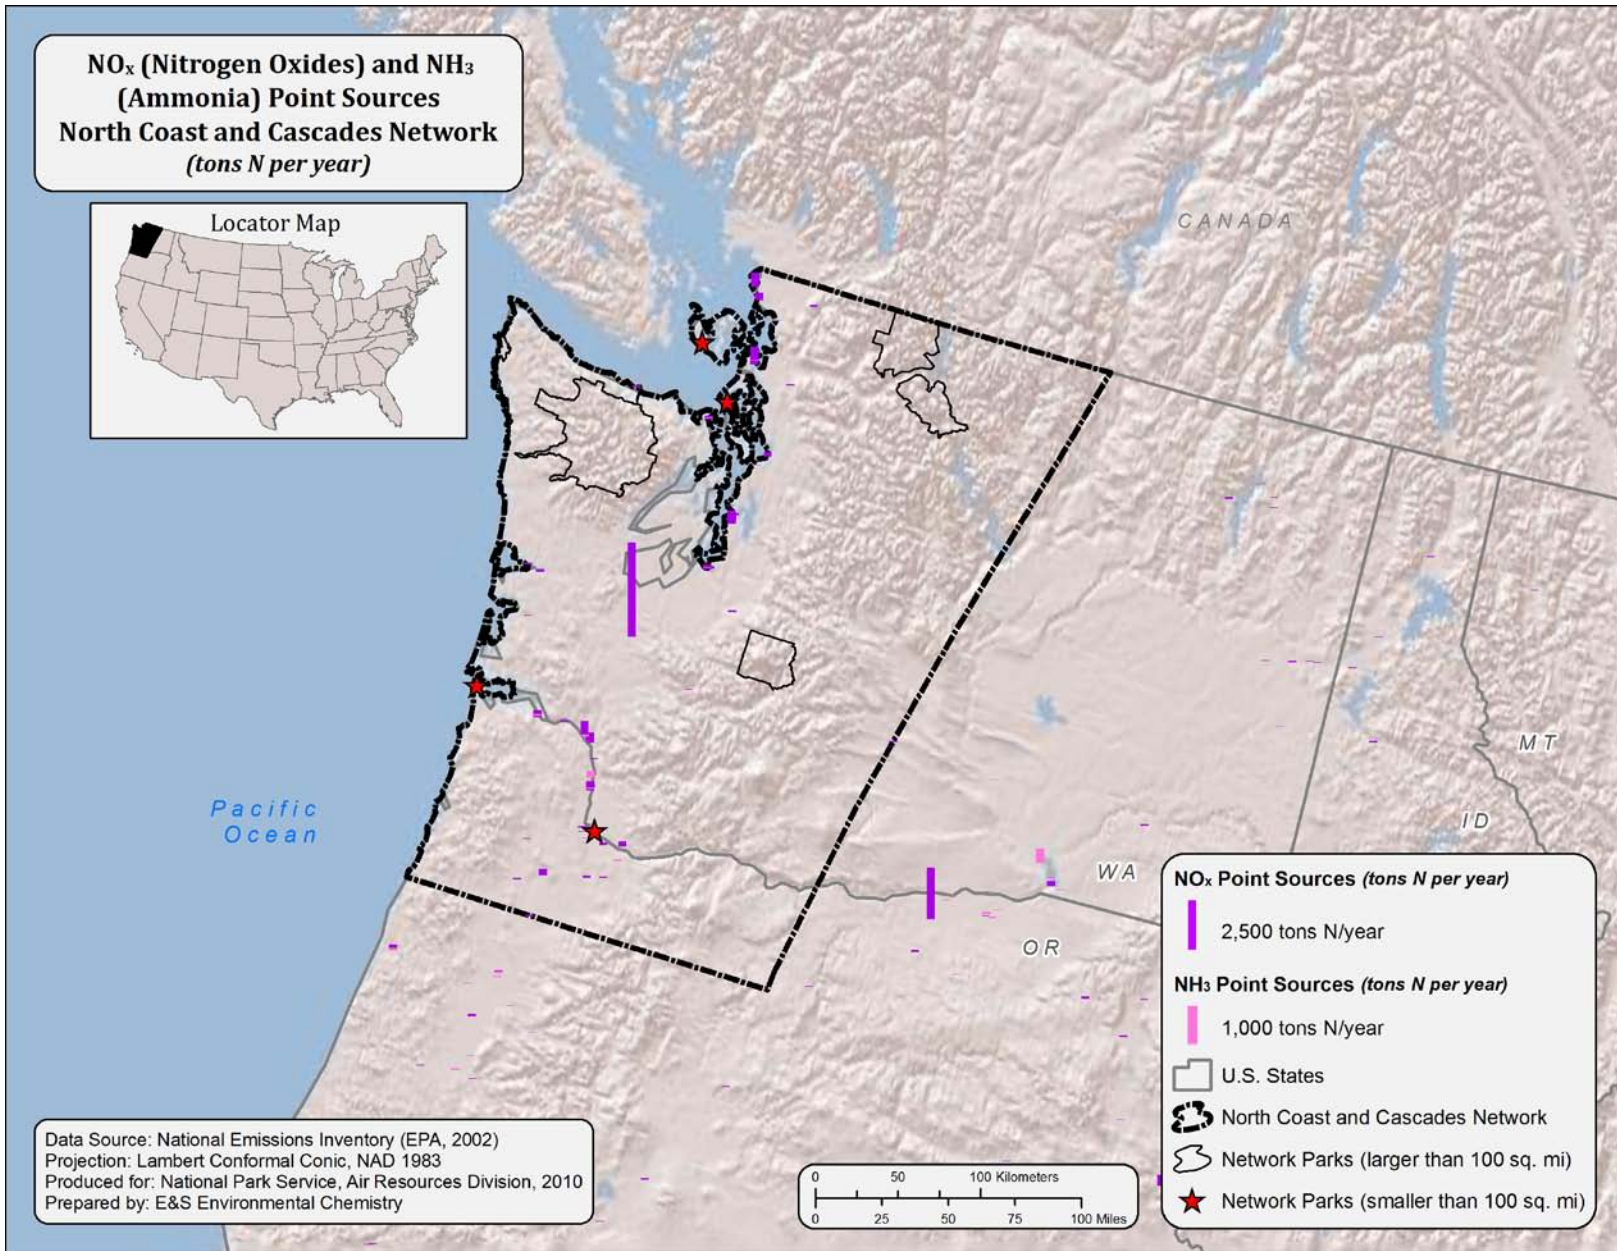 NOx (Nitrogen Oxides) and NH3
(Ammonia) Point Sources
North Coast and Cascades Network
(tons N per year)
Locator Map
CANADA
Pacific
Ocean
MT
ID
WA
OR
NOx Point Sources (tons N per year)
2,500 tons N/year
NH3 Point Sources (tons N per year)
1,000 tons N/year
U.S. States
North Coast and Cascades Network
Network Parks (larger than 100 sq. mi)
Network Parks (smaller than 100 sq. mi)
Data Source: National Emissions Inventory (EPA, 2002)
Projection: Lambert Conformal Conic, NAD 1983
Produced for: National Park Service, Air Resources Division, 2010
Prepared by: E&S Environmental Chemistry
0 50 100 Kilometers
0 25 50 75 100 Miles